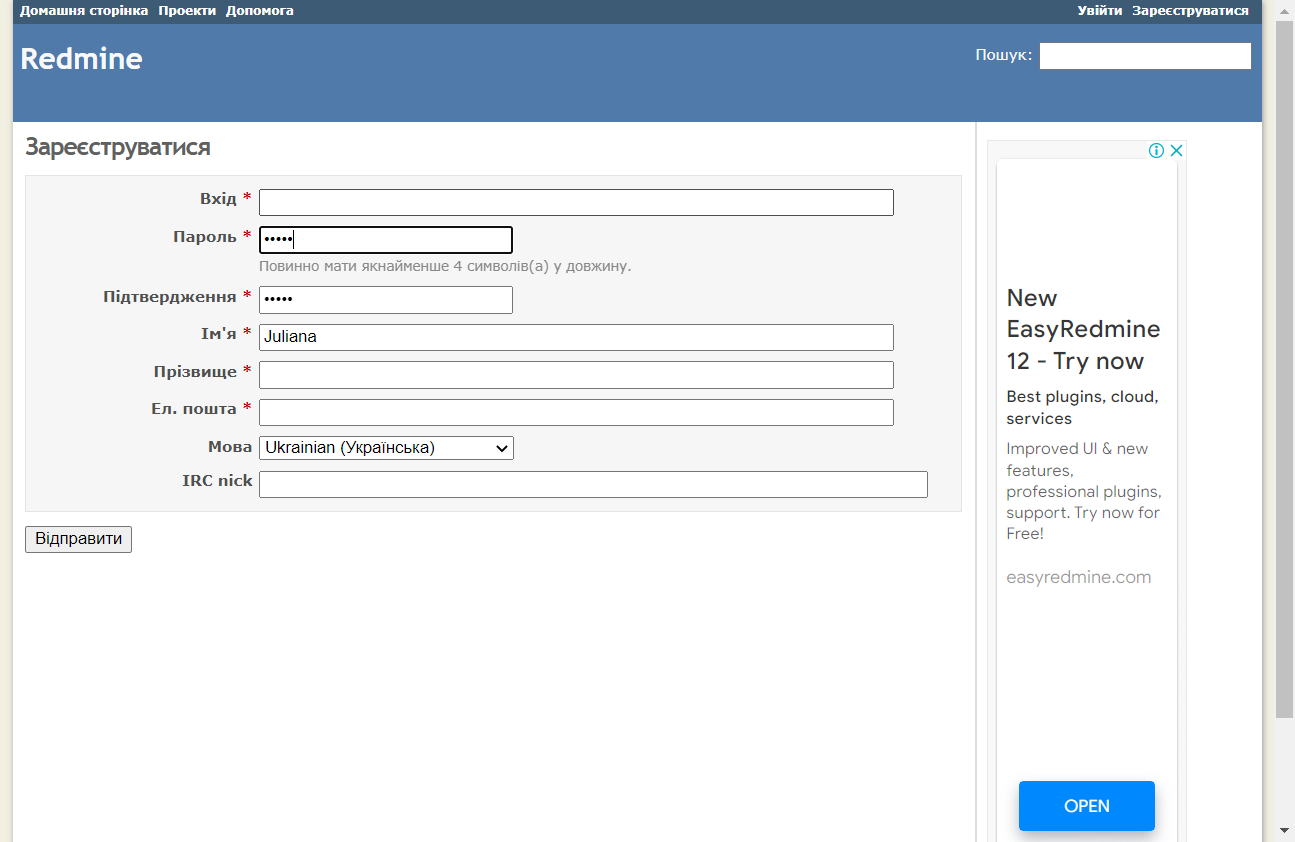 Домашня сторінка Проекти Допомога
Увійти Зареєструватися
Redmine
Пошук:
Зареєструватися
Вхід *
Пароль * •••••
Повинно мати якнайменше 4 символів(а) у довжину.
Підтвердження * •••••
Ім'я * Juliana
Прізвище *
Ел. пошта *
Мова Ukrainian (Українська)
IRC nick
Відправити
New
EasyRedmine
12 - Try now
Best plugins, cloud,
services
Improved UI & new
features,
professional plugins,
support. Try now for
Free!
easyredmine.com
OPEN